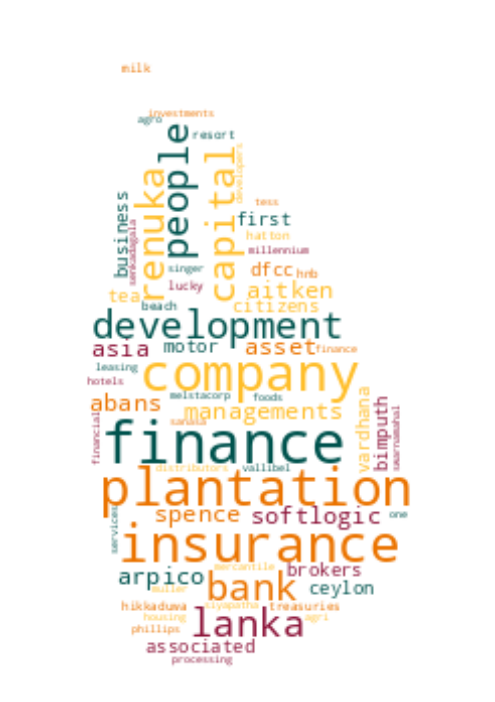 milk
investments
agro
people
resort
renuka
capital
developers
business
senkadagala
tess
first
hatton
millennium
singer
dfcc
hnb
lucky
aitken
tea
beach
citizens
development
asia
motor
asset
finance
leasing
company
hotels
abans
melstacorp
foods
managements
vardhana
bimputh
swarnamahal
financial
sanasa
finance
distributors
vallibel
plantation
services
spence
softlogic
one
insurance
mercantile
brokers
arpico
bank
muller
ceylon
hikkaduwa
siyapatha
treasuries
housing
lanka
agri
phillips
associated
processing